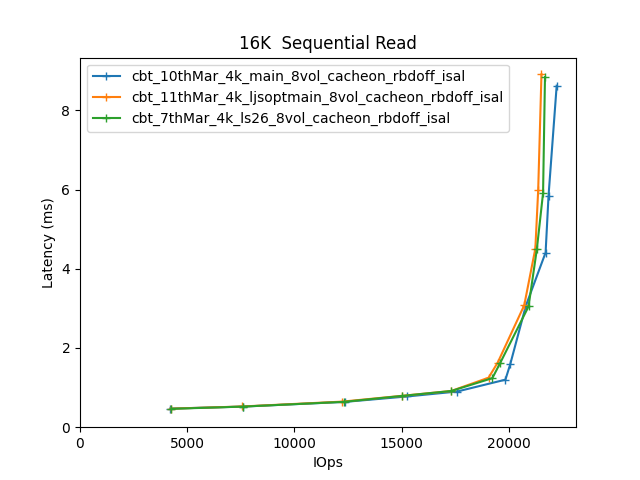 16K  Sequential Read
cbt_10thMar_4k_main_8vol_cacheon_rbdoff_isal
cbt_11thMar_4k_ljsoptmain_8vol_cacheon_rbdoff_isal
cbt_7thMar_4k_ls26_8vol_cacheon_rbdoff_isal
Latency (ms)
8
6
4
2
0
0 5000 10000 15000 20000
IOps